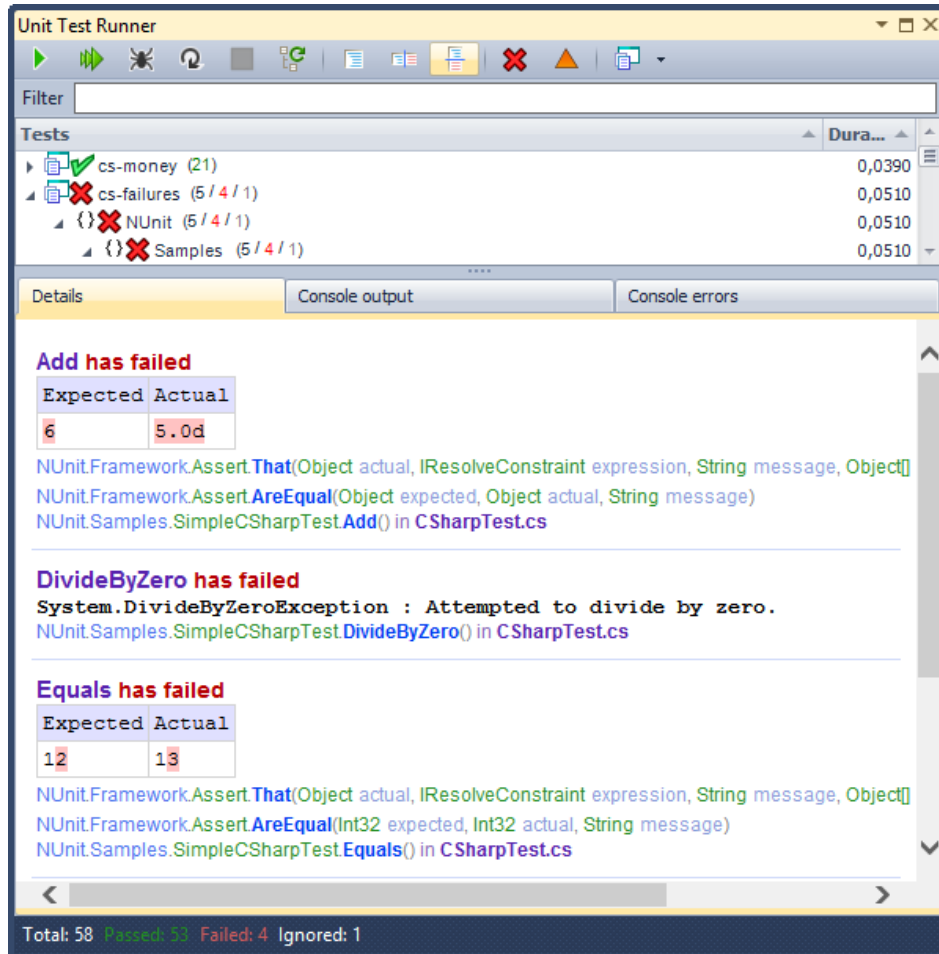 Unit Test Runner
Filter
Tests Dura...
cs-money (21) 0,0390
cs-failures (5/4/1) 0,0510
{} NUnit (5/4/1) 0,0510
{} Samples (5/4/1) 0,0510
Details Console output Console errors
Add has failed
Expected Actual
6 5.0d
NUnit.Framework.Assert.That(Object actual, IResolveConstraint expression, String message, Object[]
NUnit.Framework.Assert.AreEqual(Object expected, Object actual, String message)
NUnit.Samples.SimpleCSharpTest.Add() in CSharpTest.cs
DivideByZero has failed
System.DivideByZeroException : Attempted to divide by zero.
NUnit.Samples.SimpleCSharpTest.DivideByZero() in CSharpTest.cs
Equals has failed
Expected Actual
12 13
NUnit.Framework.Assert.That(Object actual, IResolveConstraint expression, String message, Object[]
NUnit.Framework.Assert.AreEqual(Int32 expected, Int32 actual, String message)
NUnit.Samples.SimpleCSharpTest.Equals() in CSharpTest.cs
Total: 58 Passed: 53 Failed: 4 Ignored: 1